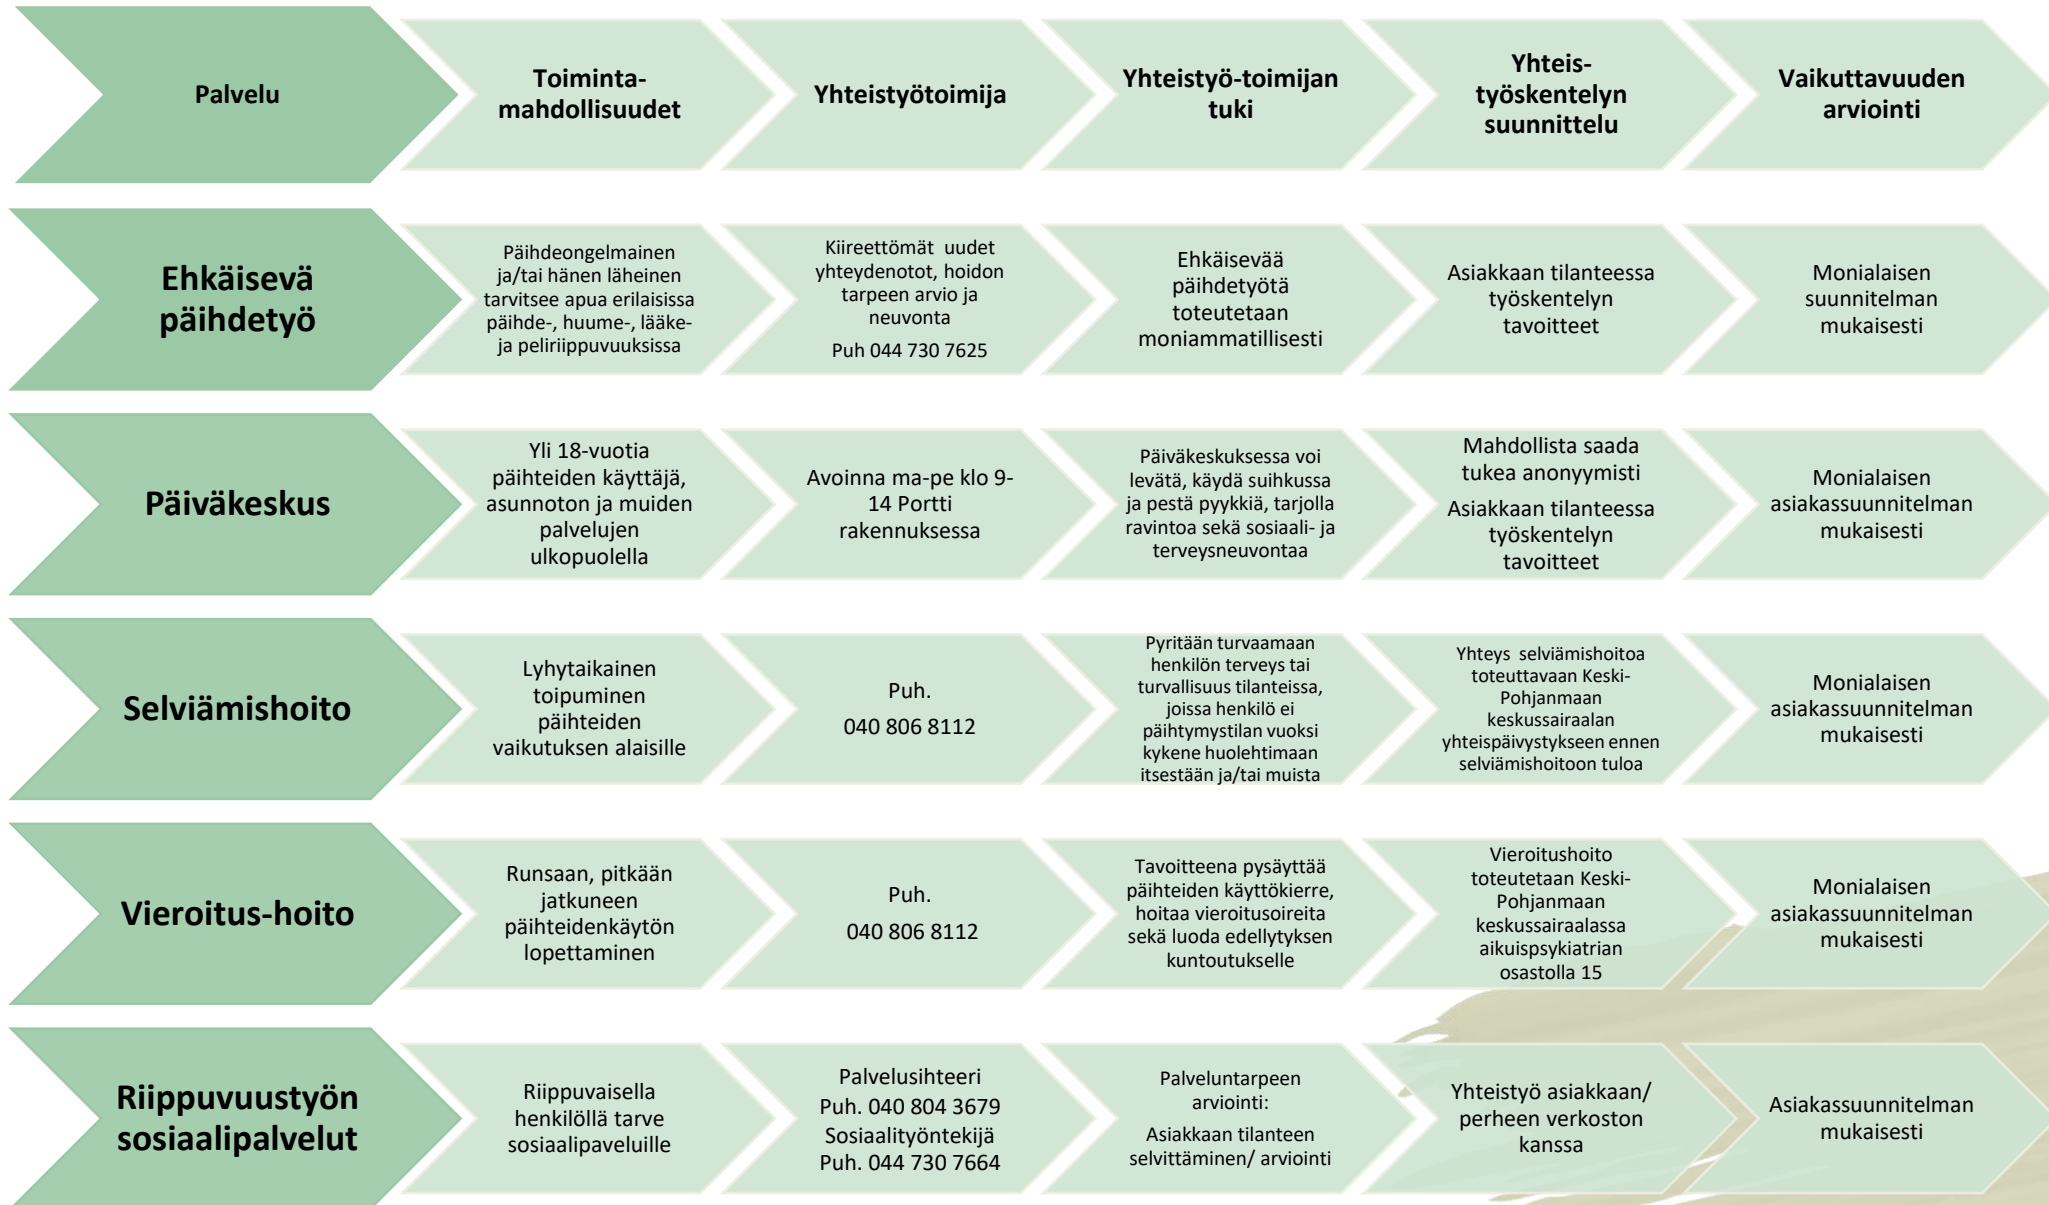 Palvelu
Toiminta-
mahdollisuudet
Yhteistyötoimija
Yhteistyö-toimijan
tuki
Yhteis-
työskentelyn
suunnittelu
Vaikuttavuuden
arviointi
Ehkäisevä
päihdetyö
Päihdeongelmainen
ja/tai hänen läheinen
tarvitsee apua erilaisissa
päihde-, huume-, lääke-
ja peliriippuvuuksissa
Kiireettömät uudet
yhteydenotot, hoidon
tarpeen arvio ja
neuvonta
Puh 044 730 7625
Ehkäisevää
päihdetyötä
toteutetaan
moniammatillisesti
Asiakkaan tilanteessa
työskentelyn
tavoitteet
Monialaisen
suunnitelman
mukaisesti
Päiväkeskus
Yli 18-vuotia
päihteiden käyttäjä,
asunnoton ja muiden
palvelujen
ulkopuolella
Avoinna ma-pe klo 9-
14 Portti
rakennuksessa
Päiväkeskuksessa voi
levätä, käydä suihkussa
ja pestä pyykkiä, tarjolla
ravintoa sekä sosiaali- ja
terveysneuvontaa
Mahdollista saada
tukea anonyymisti
Asiakkaan tilanteessa
työskentelyn
tavoitteet
Monialaisen
asiakassuunnitelman
mukaisesti
Selviämishoito
Lyhytaikainen
toipuminen
päihteiden
vaikutuksen alaisille
Puh.
040 806 8112
Pyritään turvaamaan
henkilön terveys tai
turvallisuus tilanteissa,
joissa henkilö ei
päihtymystilan vuoksi
kykene huolehtimaan
itsestään ja/tai muista
Yhteys selviämishoitoa
toteuttavaan Keski-
Pohjanmaan
keskussairaalan
yhteispäivystykseen ennen
selviämishoitoon tuloa
Monialaisen
asiakassuunnitelman
mukaisesti
Vieroitus-hoito
Runsaan, pitkään
jatkuneen
päihteidenkäytön
lopettaminen
Puh.
040 806 8112
Tavoitteena pysäyttää
päihteiden käyttökierre,
hoitaa vieroitusoireita
sekä luoda edellytyksen
kuntoutukselle
Vieroitushoito
toteutetaan Keski-
Pohjanmaan
keskussairaalassa
aikuispsykiatrian
osastolla 15
Monialaisen
asiakassuunnitelman
mukaisesti
Riippuvuustyön
sosiaalipalvelut
Riippuvaisella
henkilöllä tarve
sosiaalipaveluille
Palvelusihteeri
Puh. 040 804 3679
Sosiaalityöntekijä
Puh. 044 730 7664
Palveluntarpeen
arviointi:
Asiakkaan tilanteen
selvittäminen/ arviointi
Yhteistyö asiakkaan/
perheen verkoston
kanssa
Asiakassuunnitelman
mukaisesti